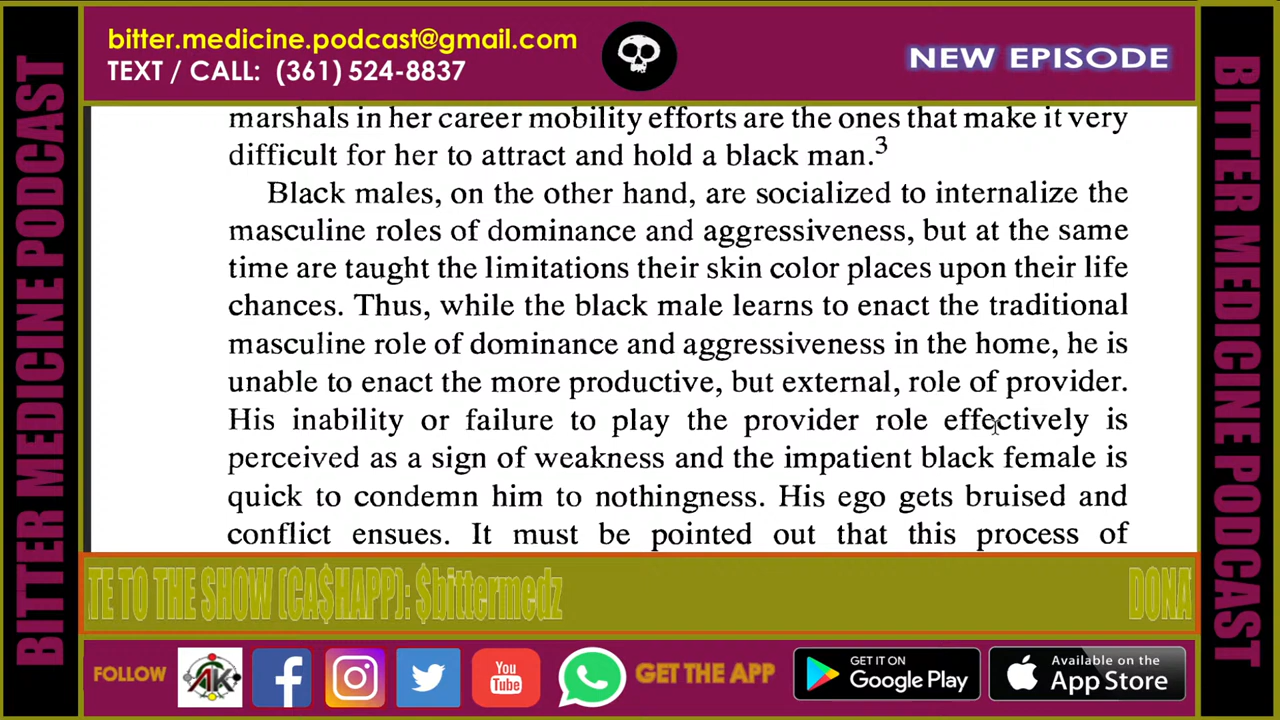 bitter.medicine.podcast@gmail.com
TEXT / CALL: (361) 524-8837
NEW EPISODE
BITTER MEDICINE PODCAST
marshals in her career mobility efforts are the ones that make it very
difficult for her to attract and hold a black man.3
Black males, on the other hand, are socialized to internalize the
masculine roles of dominance and aggressiveness, but at the same
time are taught the limitations their skin color places upon their life
chances. Thus, while the black male learns to enact the traditional
masculine role of dominance and aggressiveness in the home, he is
unable to enact the more productive, but external, role of provider.
His inability or failure to play the provider role effectively is
perceived as a sign of weakness and the impatient black female is
quick to condemn him to nothingness. His ego gets bruised and
conflict ensues. It must be pointed out that this process of
BITTER MEDICINE PODCAST
TE TO THE SHOW (CA$HAPP): $bittermedz
DONA
FOLLOW
ATK
You
Tube
GET THE APP
GET IT ON
Google Play
Available on the
App Store